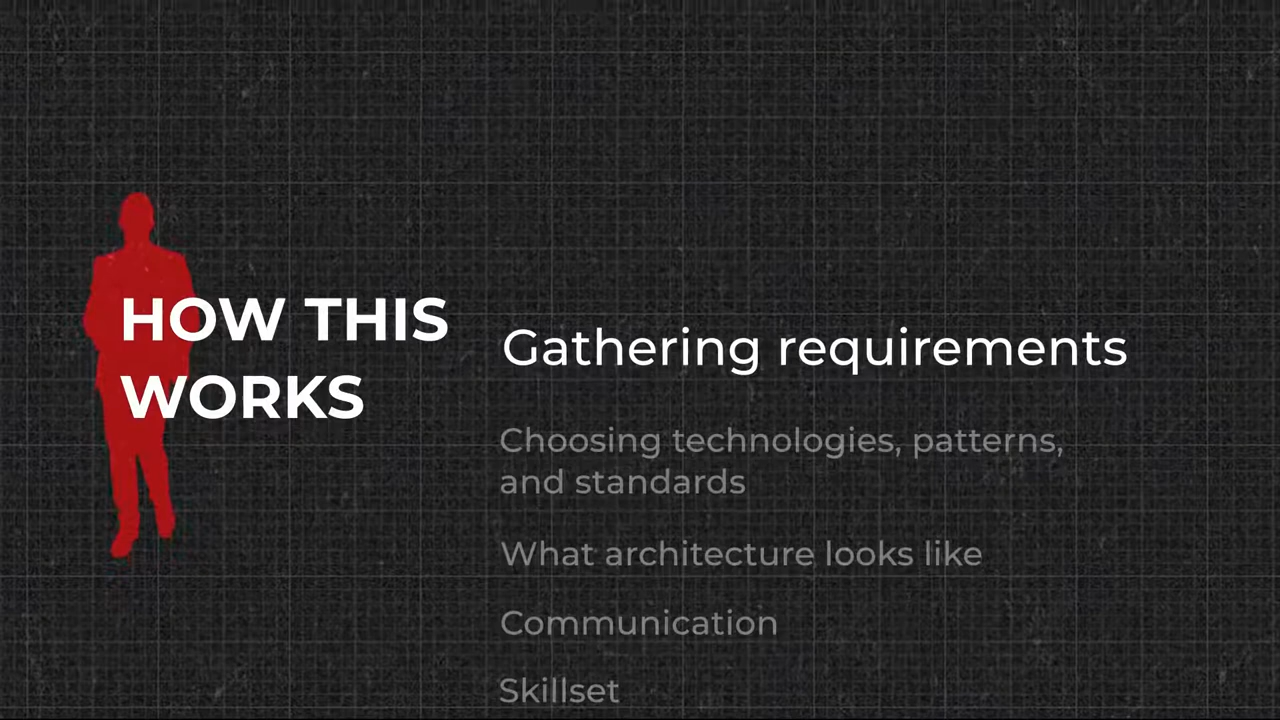 HOW THIS
WORKS
Gathering requirements
Choosing technologies, patterns,
and standards
What architecture looks like
Communication
Skillset